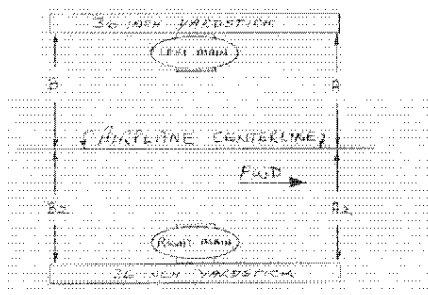 36 INCH YARDSTICK
LEFT MAIN
B A
AIRPLANE CENTERLINE
FWD
B2 A2
RIGHT MAIN
36 INCH YARDSTICK